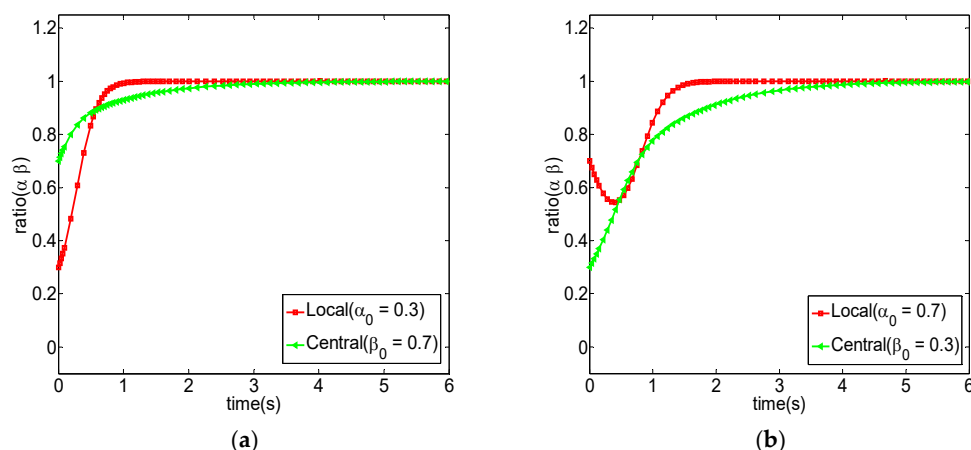 1.2
1
0.8
0.6
0.4
0.2
0
ratio(α β)
Local(α0 = 0.3)
Central(β0 = 0.7)
0 1 2 3 4 5 6
time(s)
(a)
1.2
1
0.8
0.6
0.4
0.2
0
ratio(α β)
Local(α0 = 0.7)
Central(β0 = 0.3)
0 1 2 3 4 5 6
time(s)
(b)